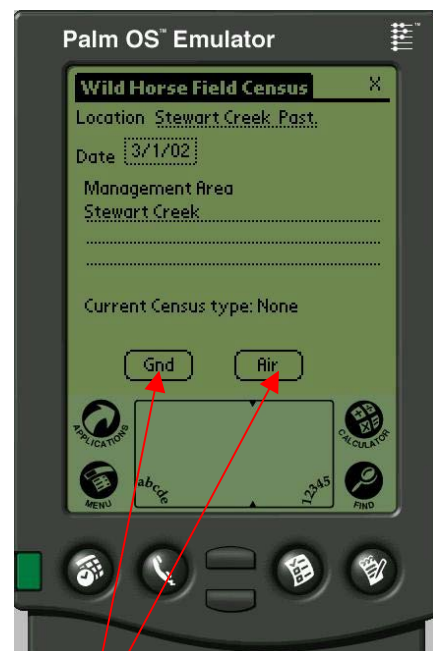 Palm OS™ Emulator
Wild Horse Field Census X
Location Stewart Creek Past.
Date 3/1/02
Management Area
Stewart Creek
Current Census type: None
Gnd Air
APPLICATIONS
CALCULATOR
MENU
abcde
12345
FIND